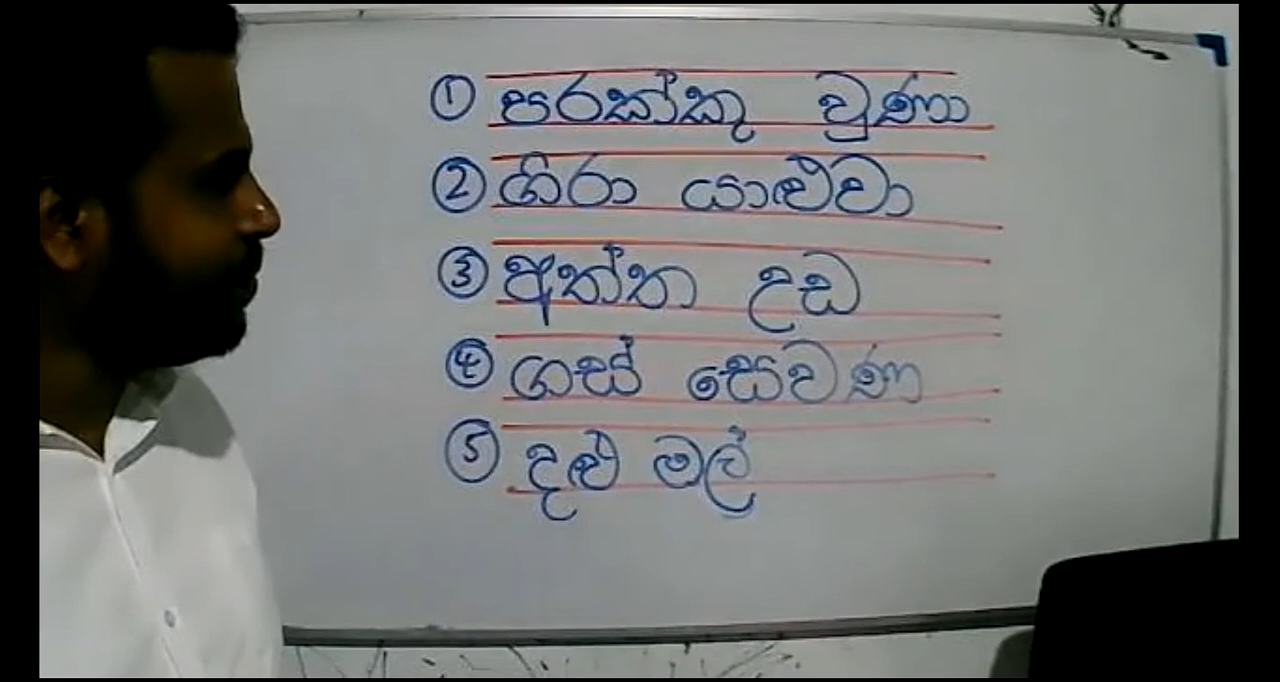 ① පරක්කු වුණා
② ගිරා යාළුවා
③ අත්ත උඩ
④ ගස් සෙවණ
⑤ දළු මල්